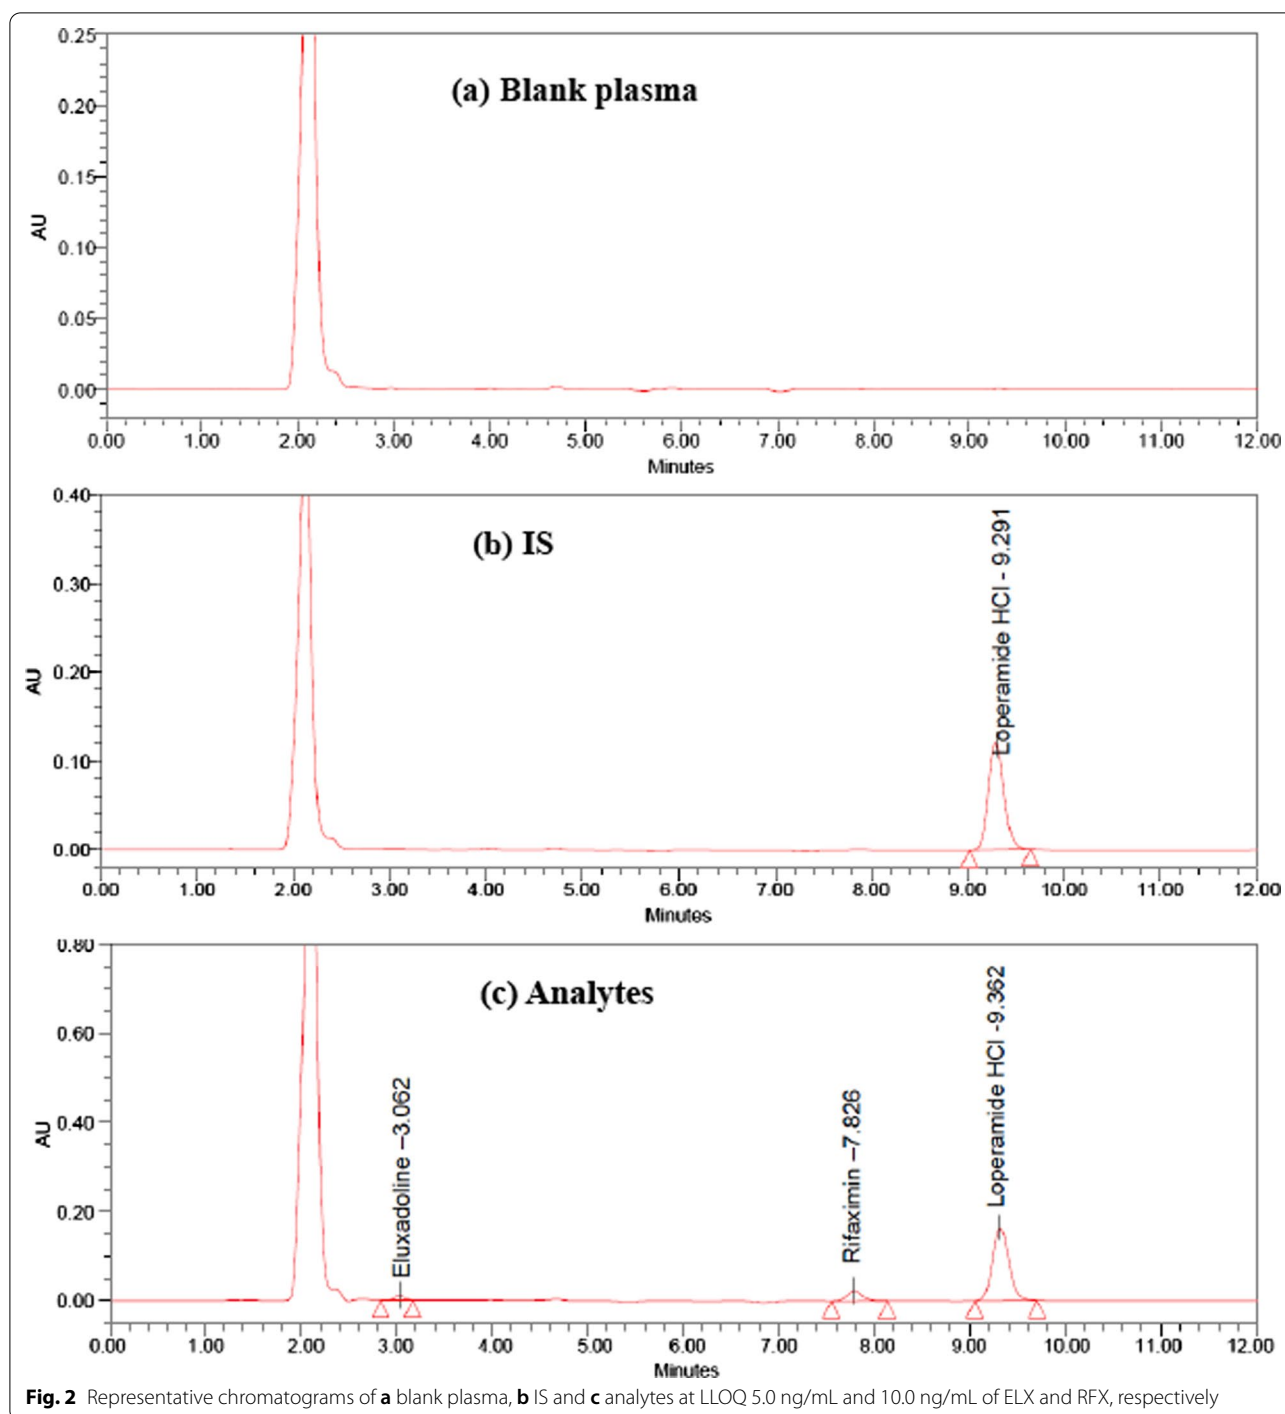 0.25
(a) Blank plasma
0.20
0.15
AU
0.10
0.05
0.00
0.00 1.00 2.00 3.00 4.00 5.00 6.00 7.00 8.00 9.00 10.00 11.00 12.00
Minutes
0.40
(b) IS
Loperamide HCl - 9.291
0.30
0.20
AU
0.10
0.00
0.00 1.00 2.00 3.00 4.00 5.00 6.00 7.00 8.00 9.00 10.00 11.00 12.00
Minutes
0.80
(c) Analytes
Loperamide HCl -9.362
0.60
Eluxadoline –3.062
Rifaximin –7.826
0.40
AU
0.20
0.00
0.00 1.00 2.00 3.00 4.00 5.00 6.00 7.00 8.00 9.00 10.00 11.00 12.00
Minutes
Fig. 2 Representative chromatograms of a blank plasma, b IS and c analytes at LLOQ 5.0 ng/mL and 10.0 ng/mL of ELX and RFX, respectively